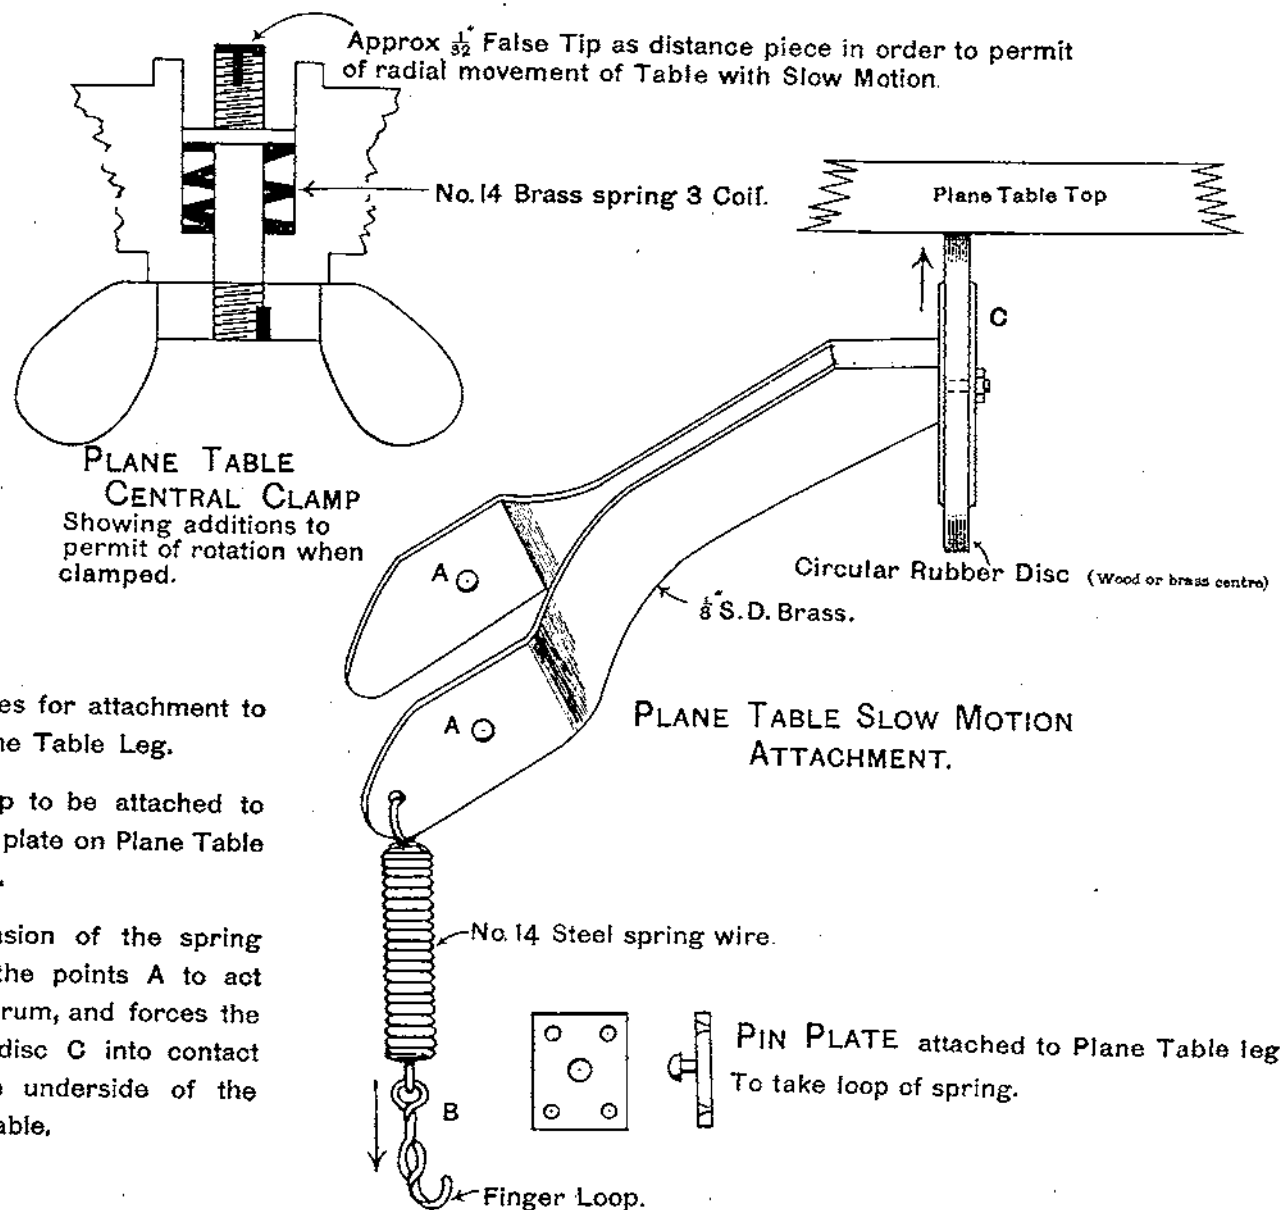 Approx 1/32" False Tip as distance piece in order to permit
of radial movement of Table with Slow Motion.
No. 14 Brass spring 3 Coil.
Plane Table Top
C
PLANE TABLE
CENTRAL CLAMP
Showing additions to
permit of rotation when
clamped.
A
Circular Rubber Disc (Wood or brass centre)
1/8" S.D. Brass.
A
PLANE TABLE SLOW MOTION
ATTACHMENT.
es for attachment to
ne Table Leg.
p to be attached to
plate on Plane Table
.
nsion of the spring
the points A to act
rum, and forces the
disc C into contact
e underside of the
able.
No. 14 Steel spring wire.
B
Finger Loop.
PIN PLATE attached to Plane Table leg
To take loop of spring.